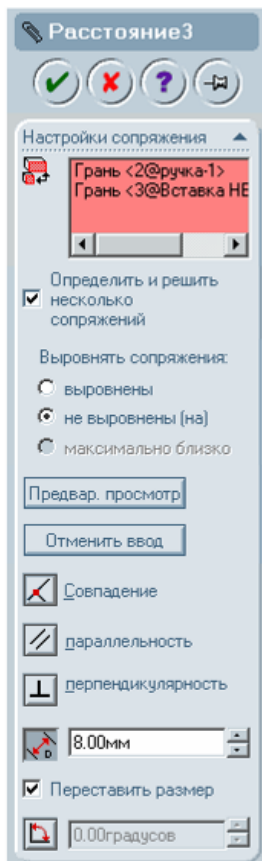 Расстояние3
?
Настройки сопряжения
Грань <2@ручка-1>
Грань <3@Вставка НЕ
Определить и решить
несколько
сопряжений
Выровнять сопряжения:
выровнены
не выровнены (на)
максимально близко
Предвар. просмотр
Отменить ввод
Совпадение
параллельность
перпендикулярность
D
8.00мм
Переставить размер
0.00градусов